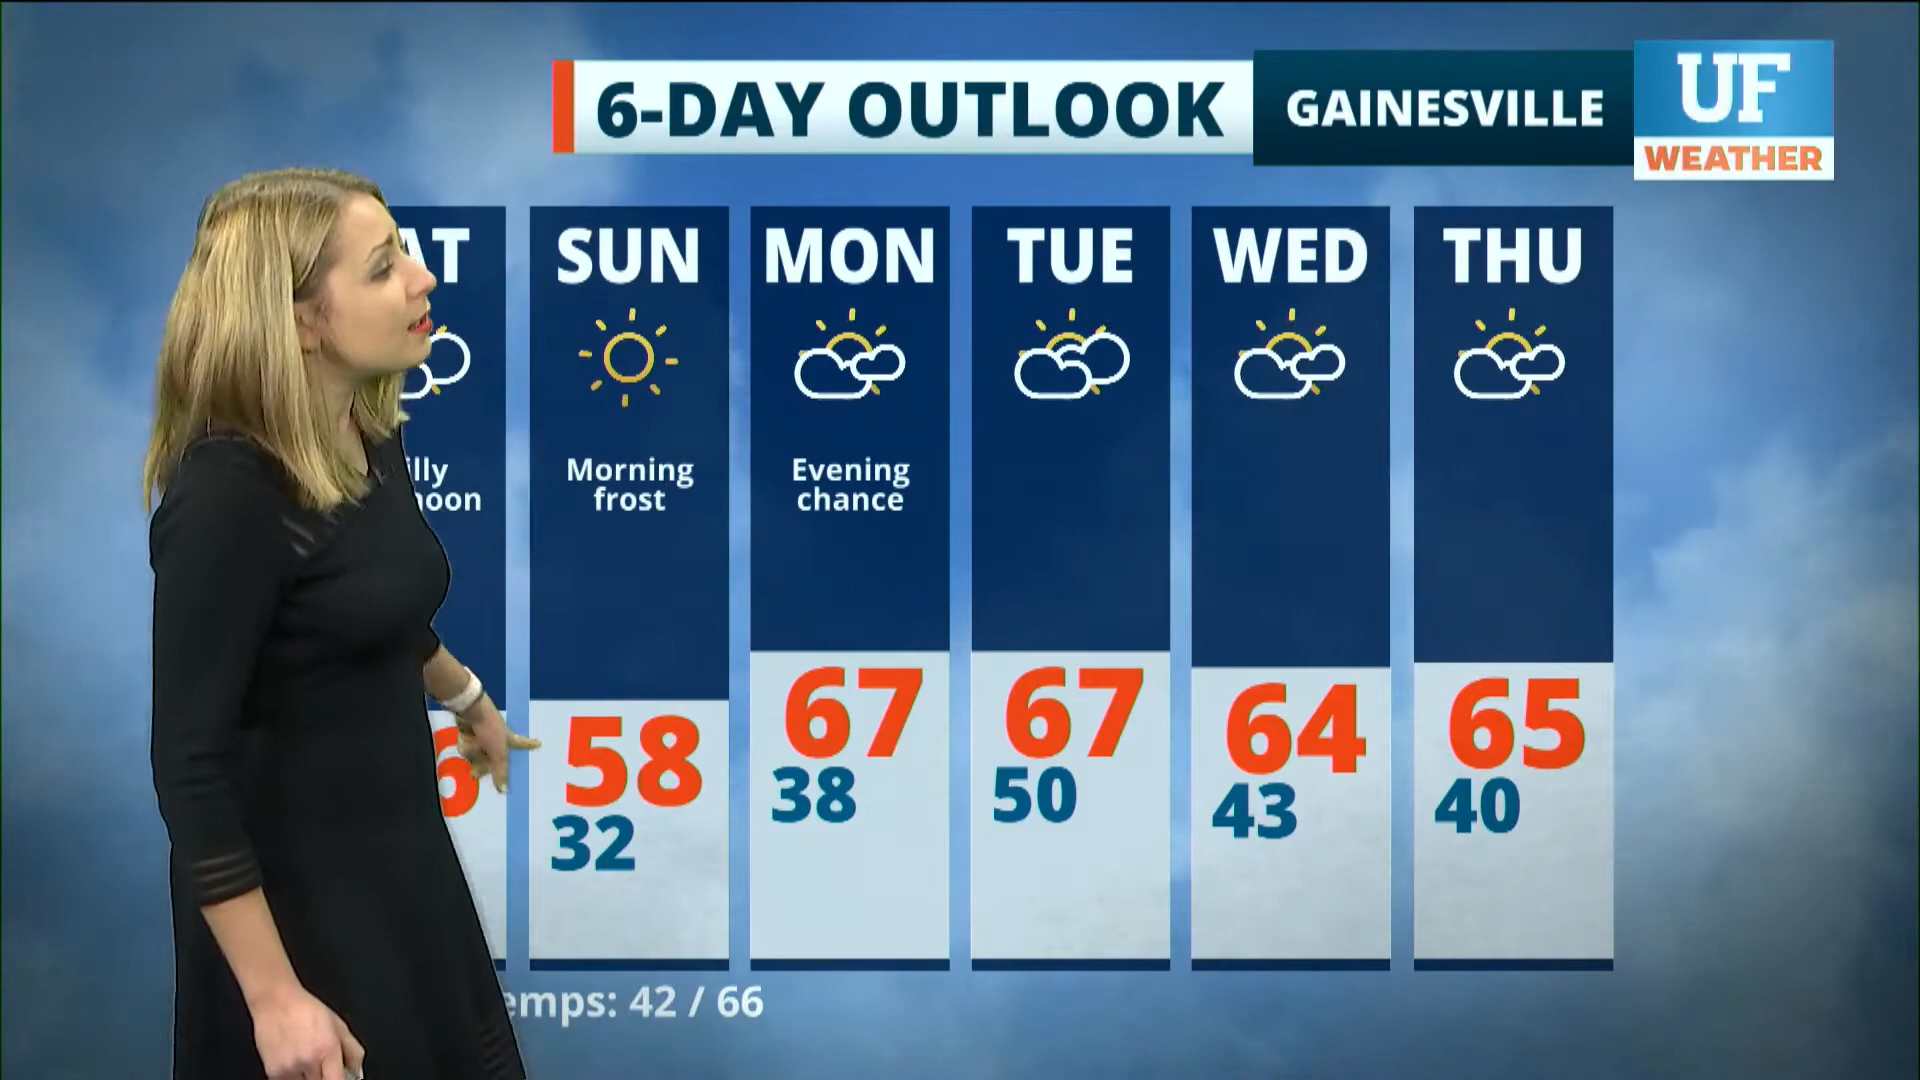 6-DAY OUTLOOK
GAINESVILLE
UF
WEATHER
SUN
MON
TUE
WED
THU
Morning
frost
Evening
chance
58
32
67
38
67
50
64
43
65
40
42 / 66